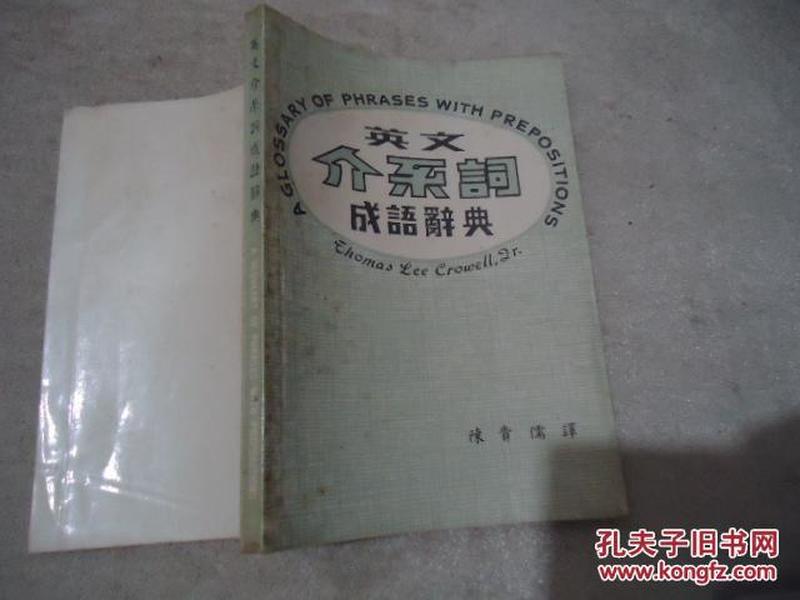 A GLOSSARY OF PHRASES WITH PREPOSITIONS
英文
介系詞
成語辭典
Thomas Lee Crowell, Jr.
陳貴儒譯
英文介系詞成語辭典
孔夫子旧书网
www.kongfz.com